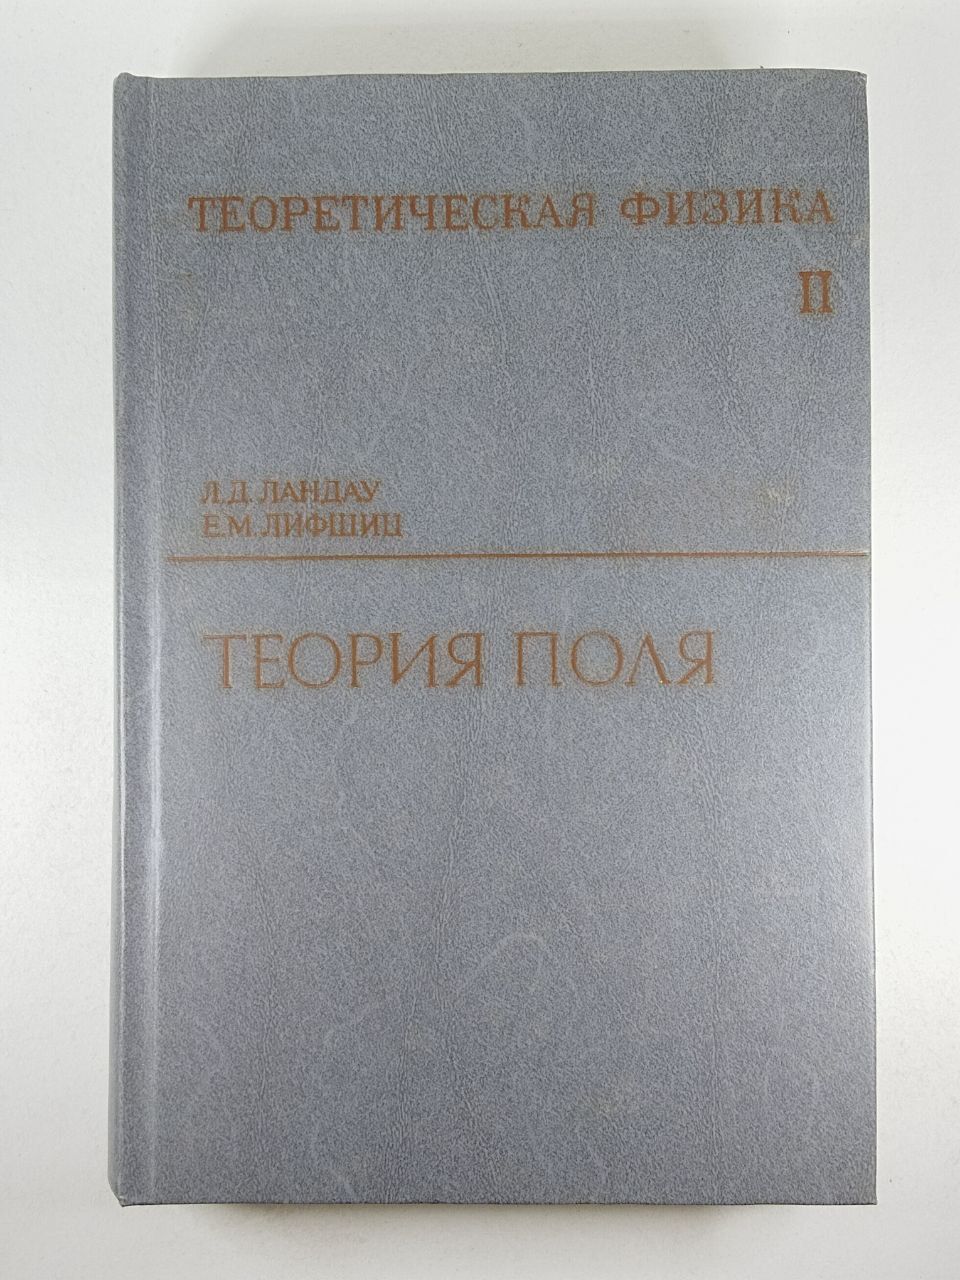 ТЕОРЕТИЧЕСКАЯ ФИЗИКА
II
Л.Д. ЛАНДАУ
Е.М. ЛИФШИЦ
ТЕОРИЯ ПОЛЯ